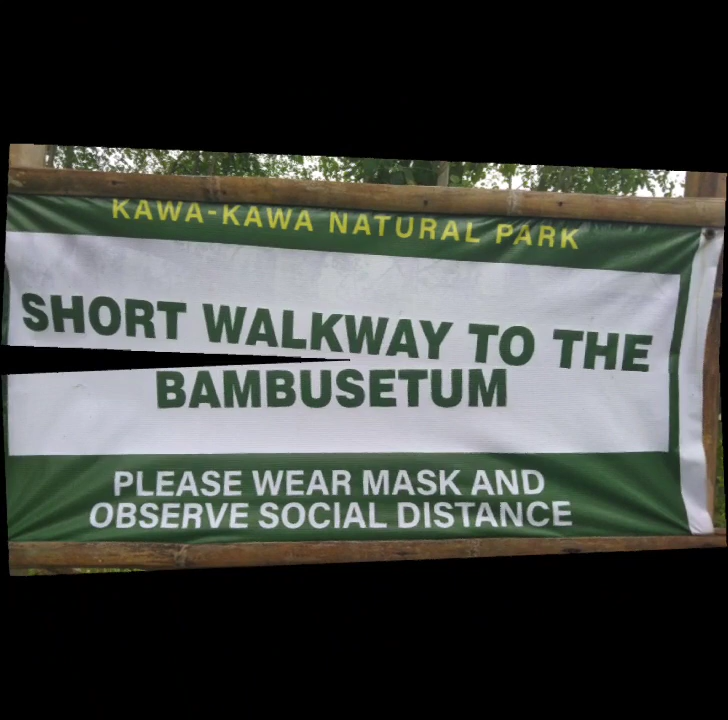 KAWA-KAWA NATURAL PARK
SHORT WALKWAY TO THE
BAMBUSETUM
PLEASE WEAR MASK AND
OBSERVE SOCIAL DISTANCE